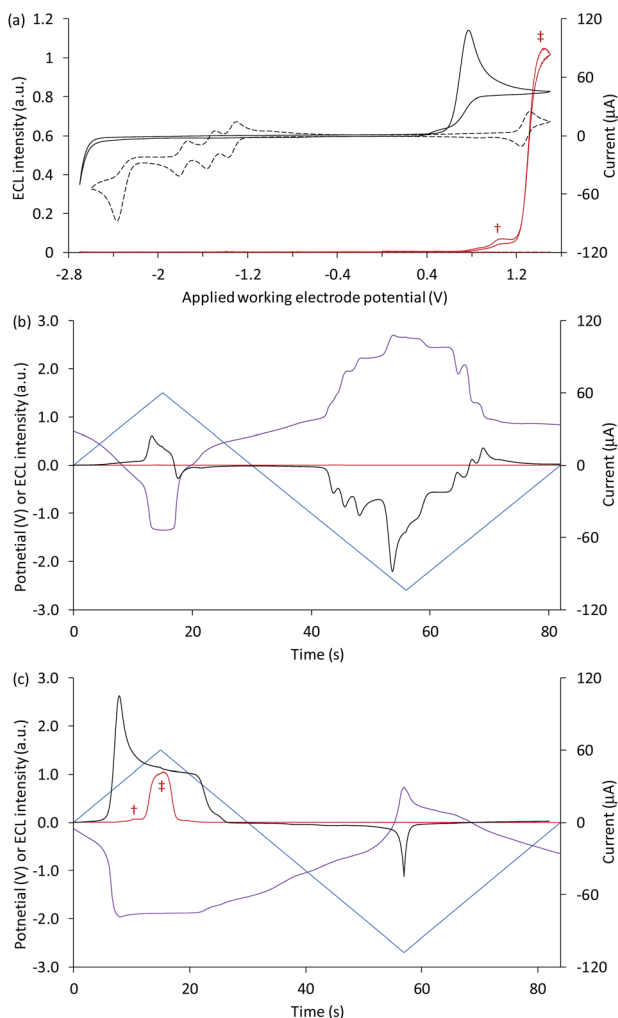 (a)
1.2
1
0.8
0.6
0.4
0.2
0
ECL intensity (a.u.)
120
60
0
-60
-120
Current (µA)
†
‡
-2.8 -2 -1.2 -0.4 0.4 1.2
Applied working electrode potential (V)
(b)
3.0
2.0
1.0
0.0
-1.0
-2.0
-3.0
Potnetial (V) or ECL intensity (a.u.)
120
60
0
-60
-120
Current (µA)
0 20 40 60 80
Time (s)
(c)
3.0
2.0
1.0
0.0
-1.0
-2.0
-3.0
Potnetial (V) or ECL intensity (a.u.)
120
60
0
-60
-120
Current (µA)
†
‡
0 20 40 60 80
Time (s)